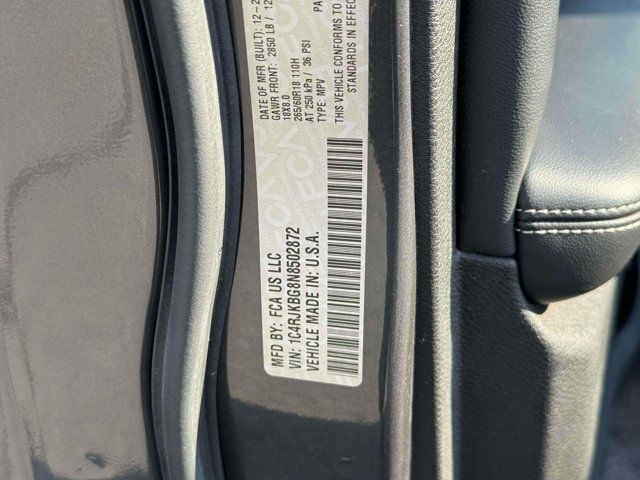 MFD BY: FCA US LLC
DATE OF MFR (BUILT): 12-2
GAWR FRONT: 2850 LB / 12
18X8.0
265/60R18 110H
AT 250 kPa / 36 PSI
TYPE: MPV
THIS VEHICLE CONFORMS TO
STANDARDS IN EFFEC
VIN: 1C4RJKBG8N8502872
VEHICLE MADE IN: U.S.A.